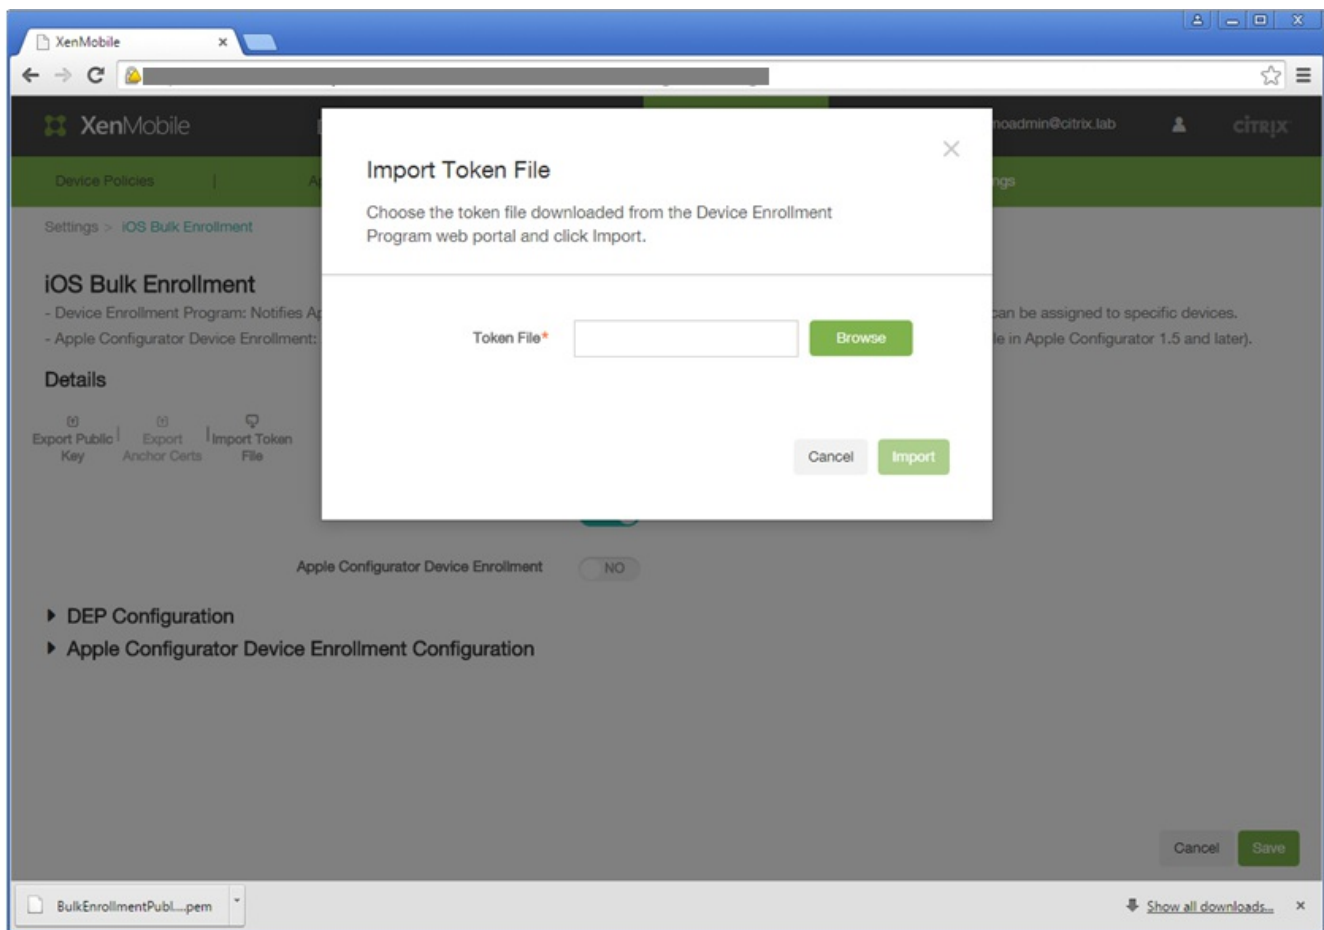 XenMobile
XenMobile
noadmin@citrix.lab
CİTRIX
Device Policies
ngs
Settings > iOS Bulk Enrollment
Import Token File
Choose the token file downloaded from the Device Enrollment
Program web portal and click Import.
iOS Bulk Enrollment
- Device Enrollment Program: Notifies Ap
can be assigned to specific devices.
- Apple Configurator Device Enrollment:
le in Apple Configurator 1.5 and later).
Token File*
Browse
Details
Export Public
Key
Export
Anchor Certs
Import Token
File
Cancel
Import
Apple Configurator Device Enrollment
NO
DEP Configuration
Apple Configurator Device Enrollment Configuration
Cancel
Save
BulkEnrollmentPubl....pem
Show all downloads...